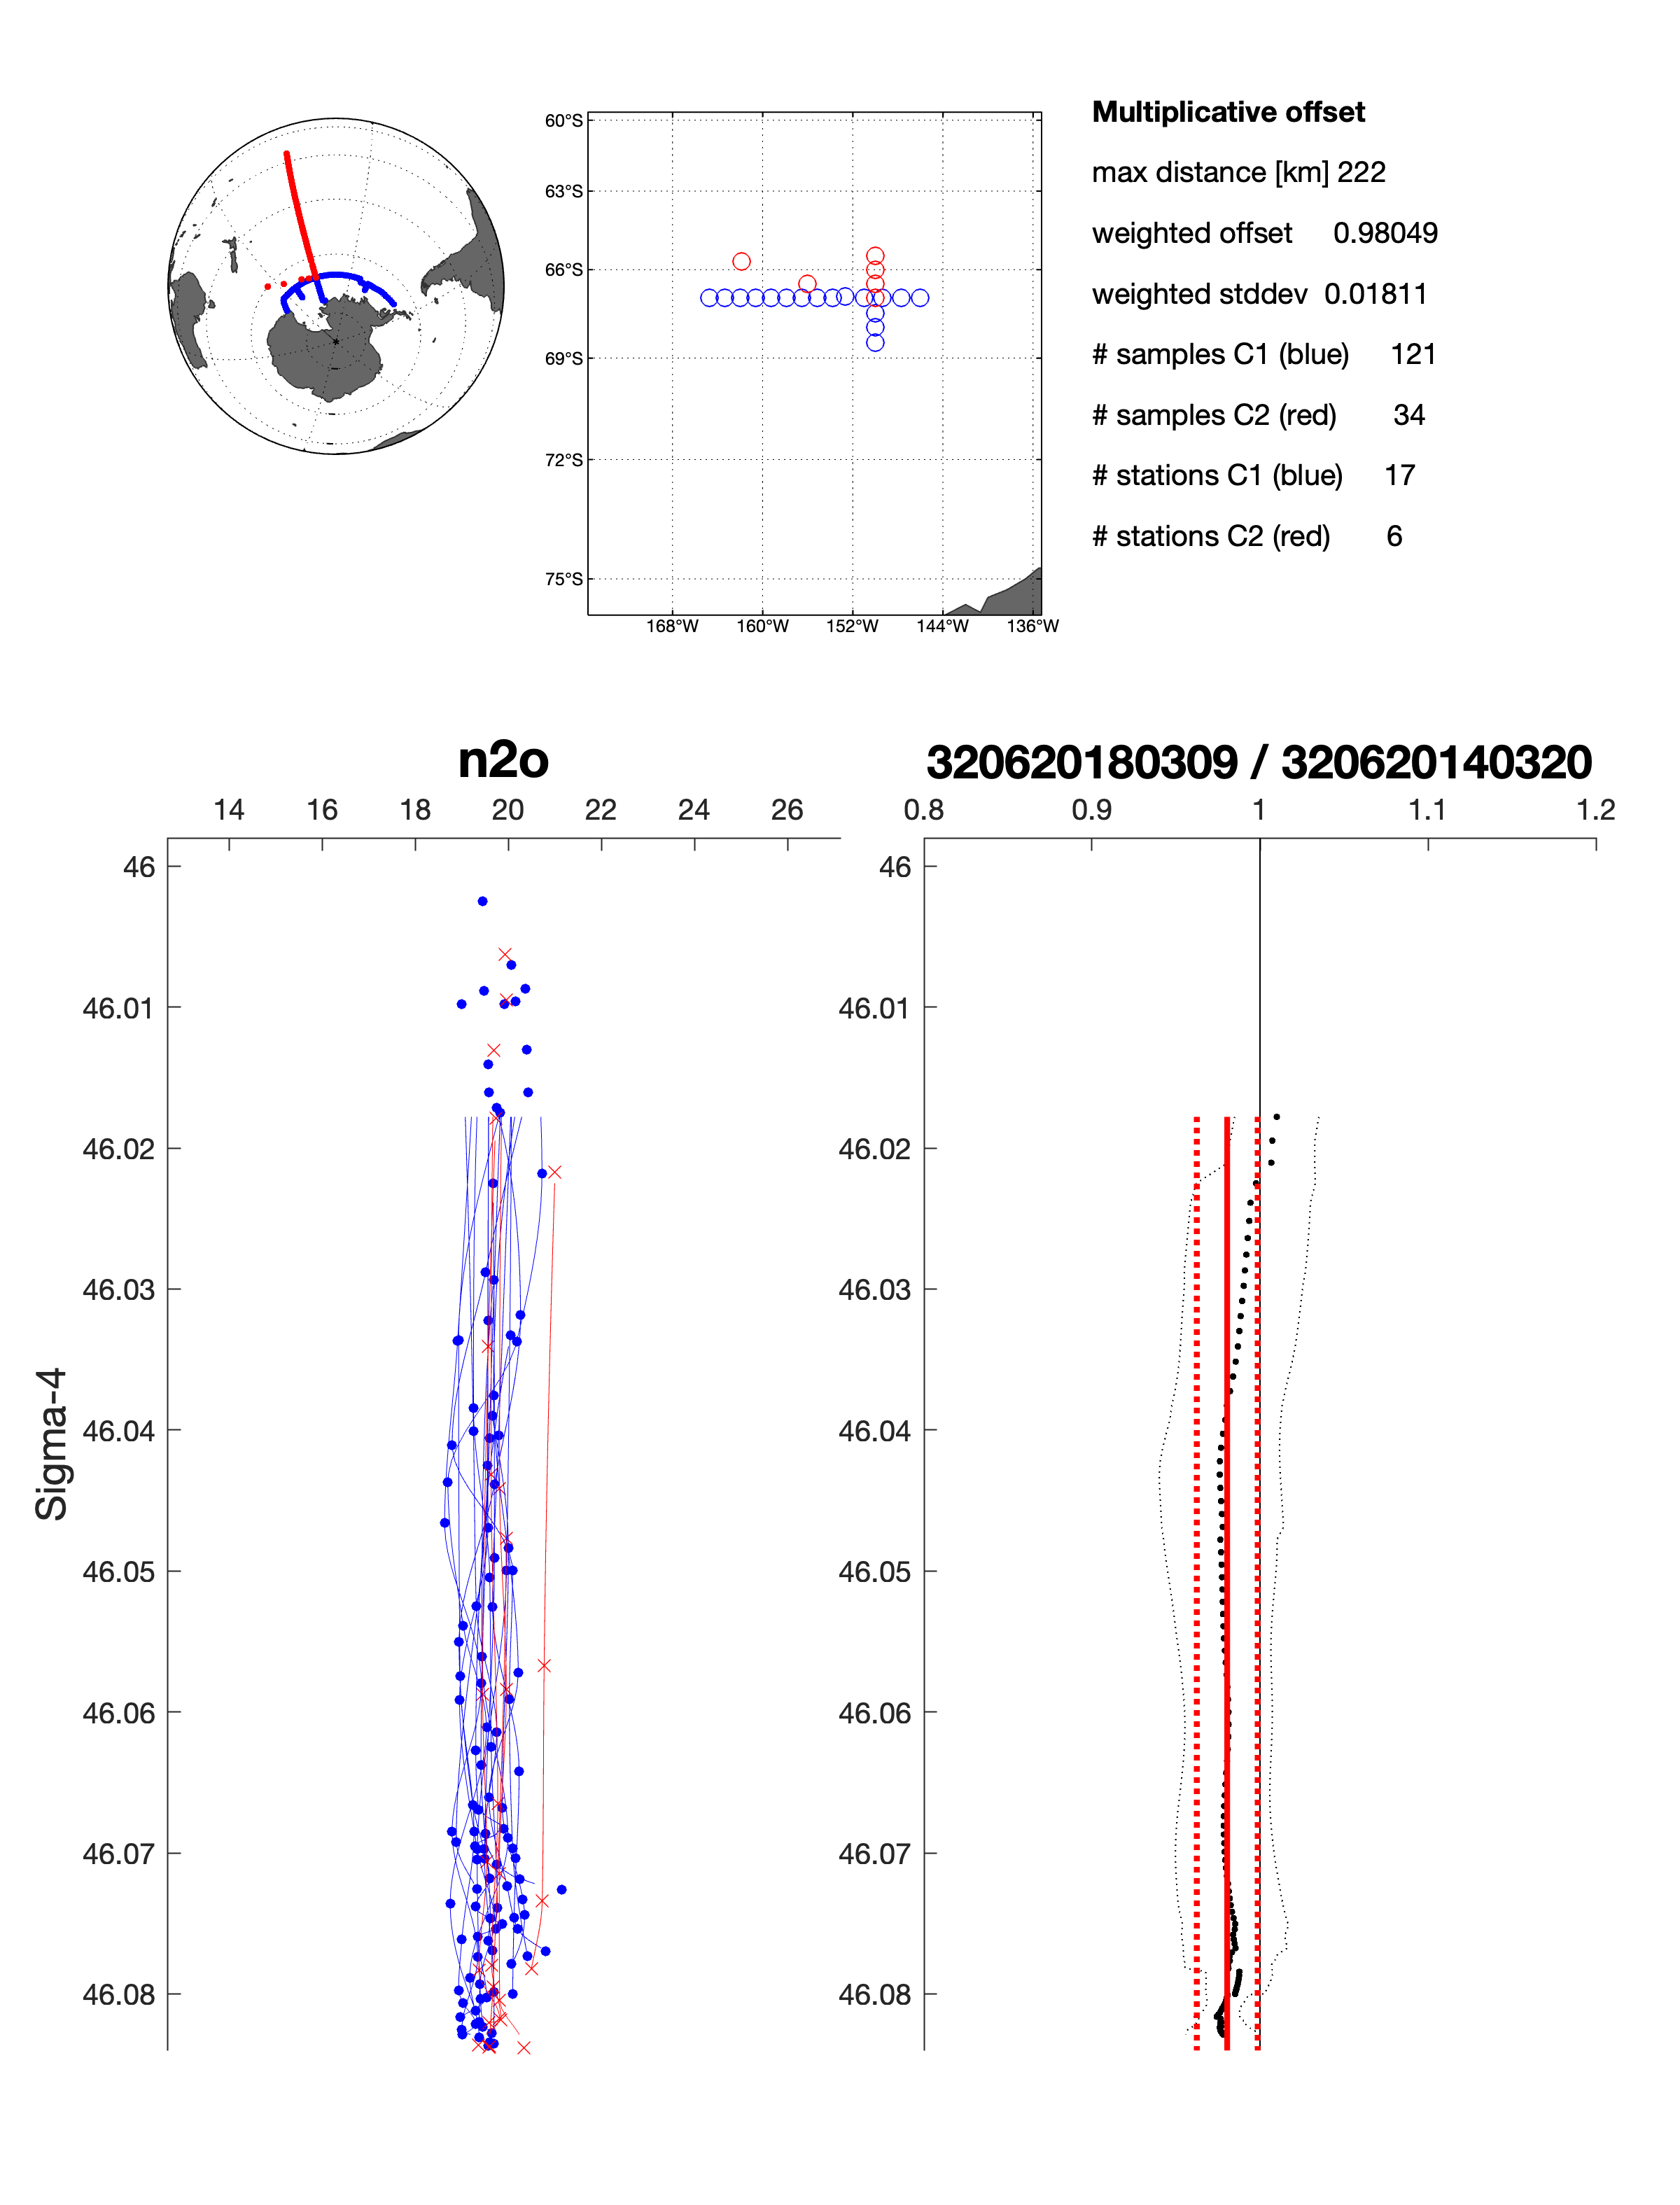 Multiplicative offset
max distance [km] 222
weighted offset 0.98049
weighted stddev 0.01811
# samples C1 (blue) 121
# samples C2 (red) 34
# stations C1 (blue) 17
# stations C2 (red) 6
60°S
63°S
66°S
69°S
72°S
75°S
168°W 160°W 152°W 144°W 136°W
n2o
14 16 18 20 22 24 26
46
46.01
46.02
46.03
46.04
46.05
46.06
46.07
46.08
Sigma-4
320620180309 / 320620140320
0.8 0.9 1 1.1 1.2
46
46.01
46.02
46.03
46.04
46.05
46.06
46.07
46.08